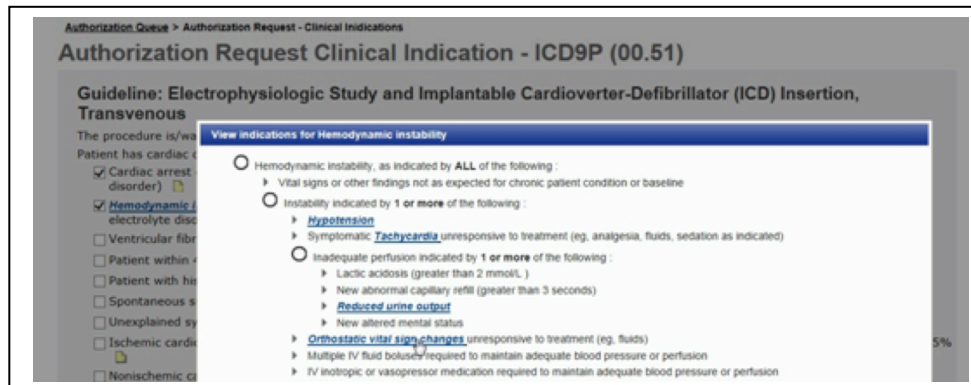 Authorization Queue > Authorization Request - Clinical Inidications
Authorization Request Clinical Indication - ICD9P (00.51)
Guideline: Electrophysiologic Study and Implantable Cardioverter-Defibrillator (ICD) Insertion,
Transvenous
The procedure is/wa
Patient has cardiac
Cardiac arrest
disorder)
Hemodynamic i
electrolyte diso
Ventricular fibr
Patient within
Patient with his
Spontaneous s
Unexplained sy
Ischemic cardi
5%
Nonischemic ca
View indications for Hemodynamic instability
Hemodynamic instability, as indicated by ALL of the following :
Vital signs or other findings not as expected for chronic patient condition or baseline
Instability indicated by 1 or more of the following :
Hypotension
Symptomatic Tachycardia unresponsive to treatment (eg, analgesia, fluids, sedation as indicated)
Inadequate perfusion indicated by 1 or more of the following :
Lactic acidosis (greater than 2 mmol/L )
New abnormal capillary refill (greater than 3 seconds)
Reduced urine output
New altered mental status
Orthostatic vital sign changes unresponsive to treatment (eg, fluids)
Multiple IV fluid boluses required to maintain adequate blood pressure or perfusion
IV inotropic or vasopressor medication required to maintain adequate blood pressure or perfusion